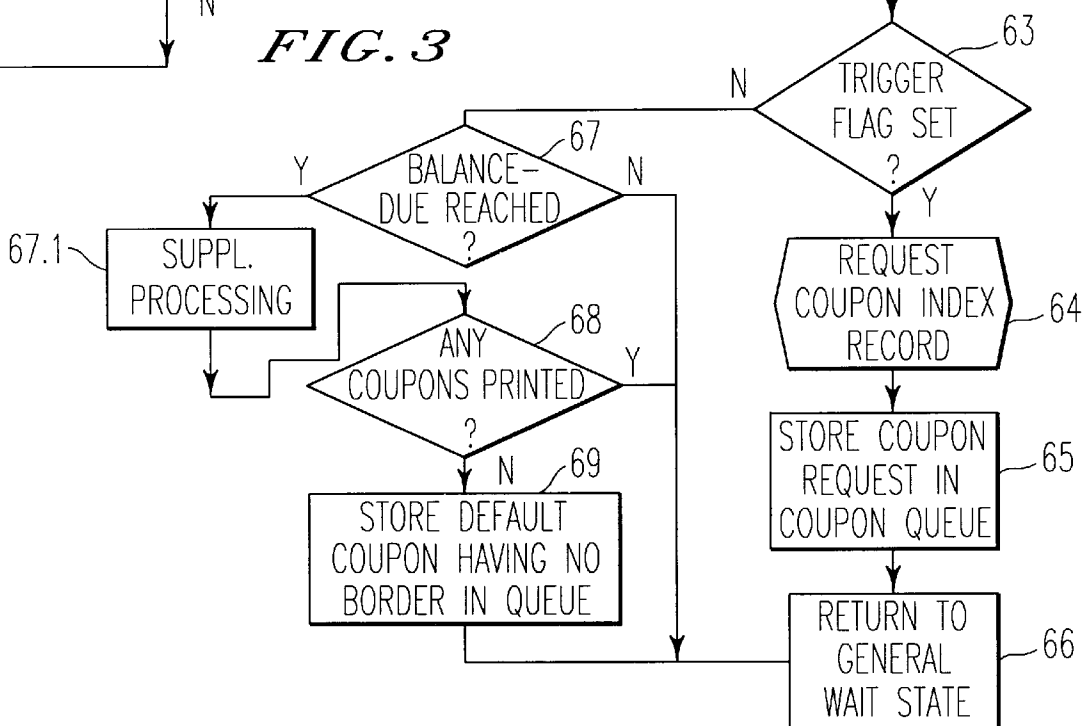 N
FIG. 3
63
TRIGGER
FLAG SET
?
N
Y
67
BALANCE-
DUE REACHED
?
Y
N
67.1
SUPPL.
PROCESSING
REQUEST
COUPON INDEX
RECORD
64
68
ANY
COUPONS PRINTED
?
Y
N
STORE COUPON
REQUEST IN
COUPON QUEUE
65
69
STORE DEFAULT
COUPON HAVING NO
BORDER IN QUEUE
RETURN TO
GENERAL
WAIT STATE
66